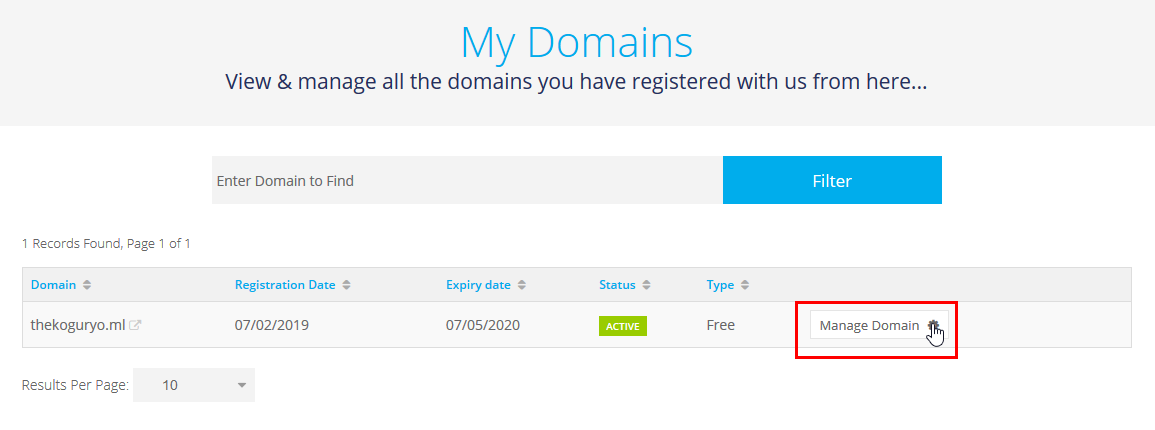 My Domains
View & manage all the domains you have registered with us from here...
Enter Domain to Find
Filter
1 Records Found, Page 1 of 1
Domain Registration Date Expiry date Status Type
thekoguryo.ml 07/02/2019 07/05/2020 ACTIVE Free Manage Domain
Results Per Page: 10